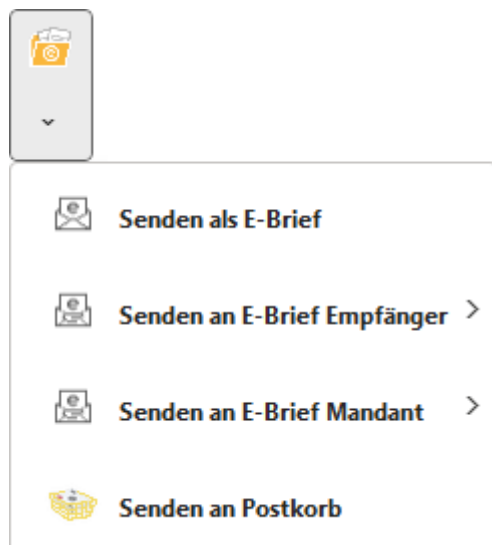 Senden als E-Brief
Senden an E-Brief Empfänger
Senden an E-Brief Mandant
Senden an Postkorb